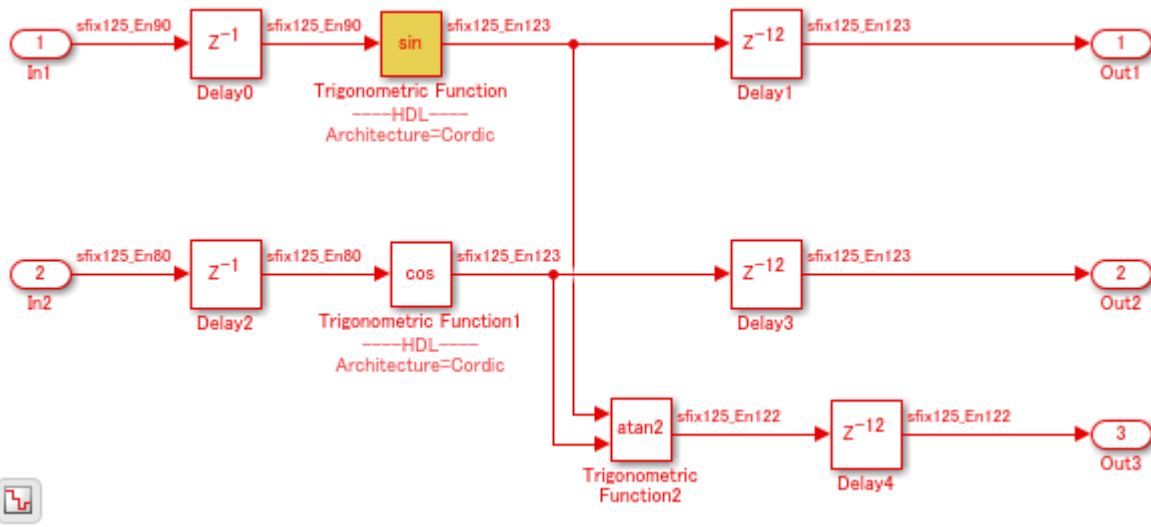 sfix125_En90
sfix125_En90
sfix125_En123
sfix125_En123
1
Z-1
sin
Z-12
1
In1
Delay0
Trigonometric Function
Delay1
Out1
----HDL----
Architecture=Cordic
sfix125_En80
sfix125_En80
sfix125_En123
sfix125_En123
2
Z-1
cos
Z-12
2
In2
Delay2
Trigonometric Function1
Delay3
Out2
----HDL----
Architecture=Cordic
sfix125_En122
sfix125_En122
atan2
Z-12
3
Trigonometric
Function2
Delay4
Out3